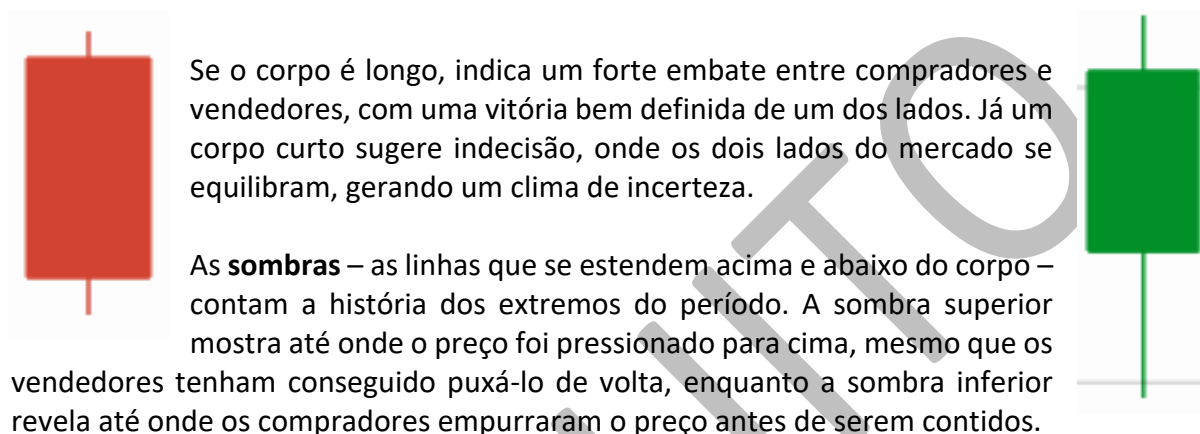 Se o corpo é longo, indica um forte embate entre compradores e
vendedores, com uma vitória bem definida de um dos lados. Já um
corpo curto sugere indecisão, onde os dois lados do mercado se
equilibram, gerando um clima de incerteza.
As sombras – as linhas que se estendem acima e abaixo do corpo –
contam a história dos extremos do período. A sombra superior
mostra até onde o preço foi pressionado para cima, mesmo que os
vendedores tenham conseguido puxá-lo de volta, enquanto a sombra inferior
revela até onde os compradores empurraram o preço antes de serem contidos.